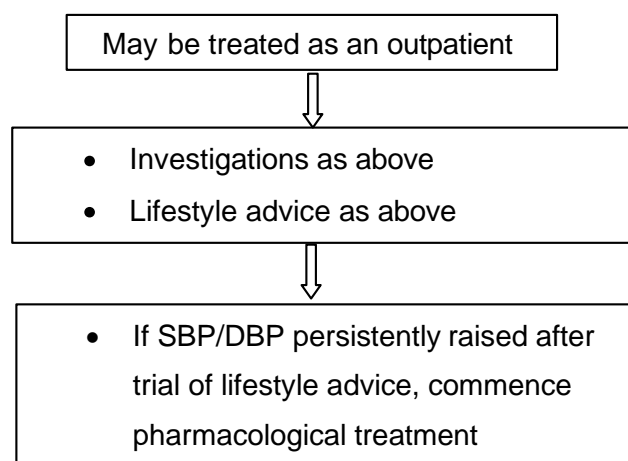 May be treated as an outpatient
• Investigations as above
• Lifestyle advice as above
• If SBP/DBP persistently raised after
trial of lifestyle advice, commence
pharmacological treatment